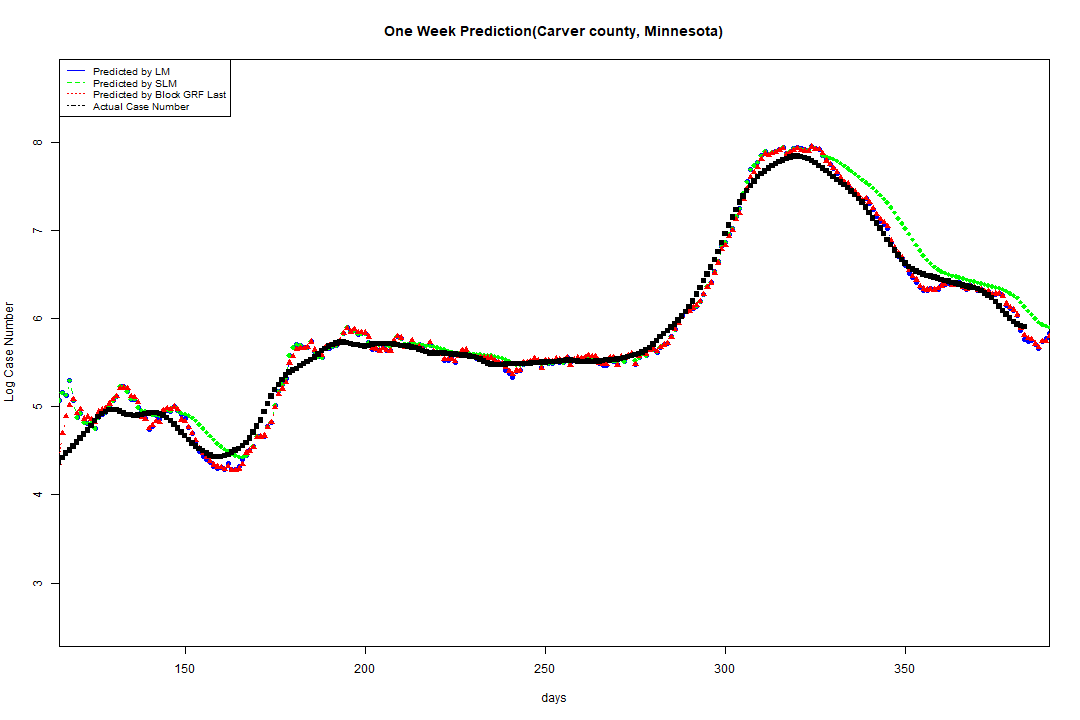 One Week Prediction(Carver county, Minnesota)
Predicted by LM
Predicted by SLM
Predicted by Block GRF Last
Actual Case Number
8
7
6
5
4
3
Log Case Number
150 200 250 300 350
days